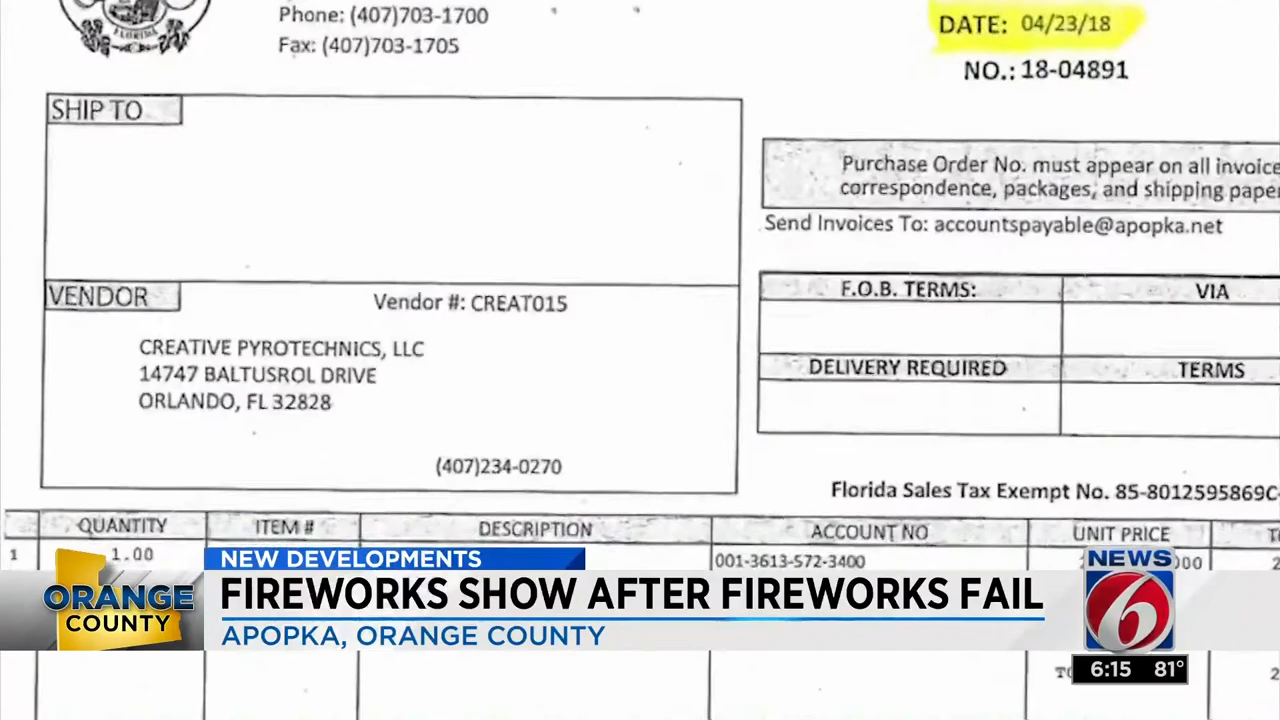 FLORIDA
Phone: (407)703-1700
Fax: (407)703-1705
DATE: 04/23/18
NO.: 18-04891
SHIP TO
Purchase Order No. must appear on all invoice
correspondence, packages, and shipping pape
Send Invoices To: accountspayable@apopka.net
VENDOR
Vendor #: CREAT015
CREATIVE PYROTECHNICS, LLC
14747 BALTUSROL DRIVE
ORLANDO, FL 32828
(407)234-0270
F.O.B. TERMS:
VIA
DELIVERY REQUIRED
TERMS
Florida Sales Tax Exempt No. 85-8012595869C-
QUANTITY
ITEM #
DESCRIPTION
ACCOUNT NO
UNIT PRICE
1
1.00
001-3613-572-3400
NEW DEVELOPMENTS
ORANGE
COUNTY
FIREWORKS SHOW AFTER FIREWORKS FAIL
APOPKA, ORANGE COUNTY
NEWS
6
6:15 81°